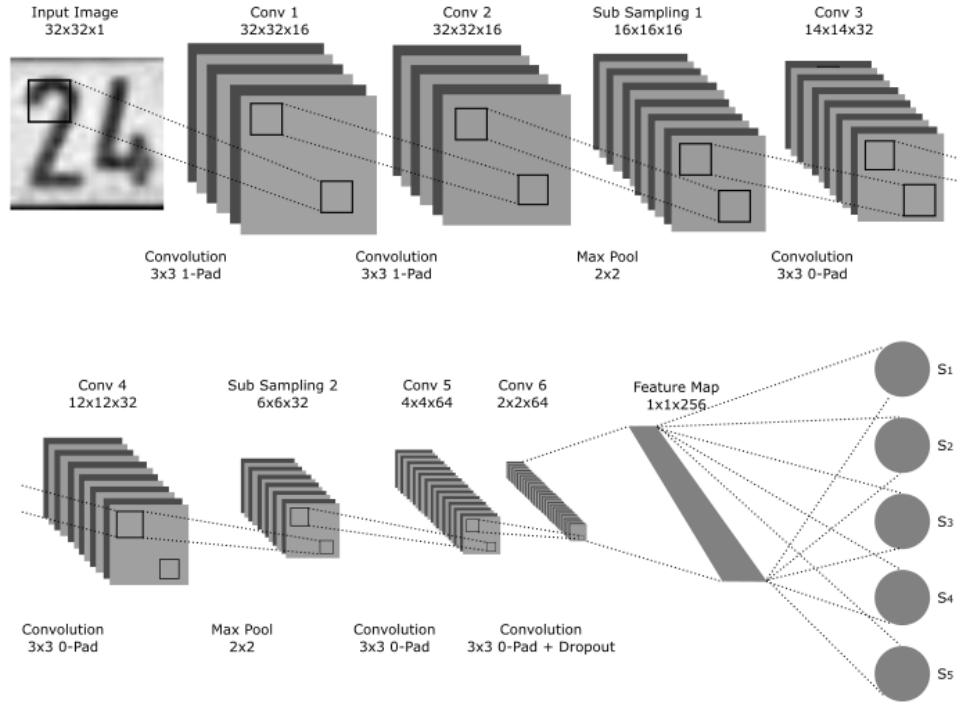 Input Image
32x32x1
Conv 1
32x32x16
Conv 2
32x32x16
Sub Sampling 1
16x16x16
Conv 3
14x14x32
24
Convolution
3x3 1-Pad
Convolution
3x3 1-Pad
Max Pool
2x2
Convolution
3x3 0-Pad
Conv 4
12x12x32
Sub Sampling 2
6x6x32
Conv 5
4x4x64
Conv 6
2x2x64
Feature Map
1x1x256
S1
S2
S3
S4
S5
Convolution
3x3 0-Pad
Max Pool
2x2
Convolution
3x3 0-Pad
Convolution
3x3 0-Pad + Dropout